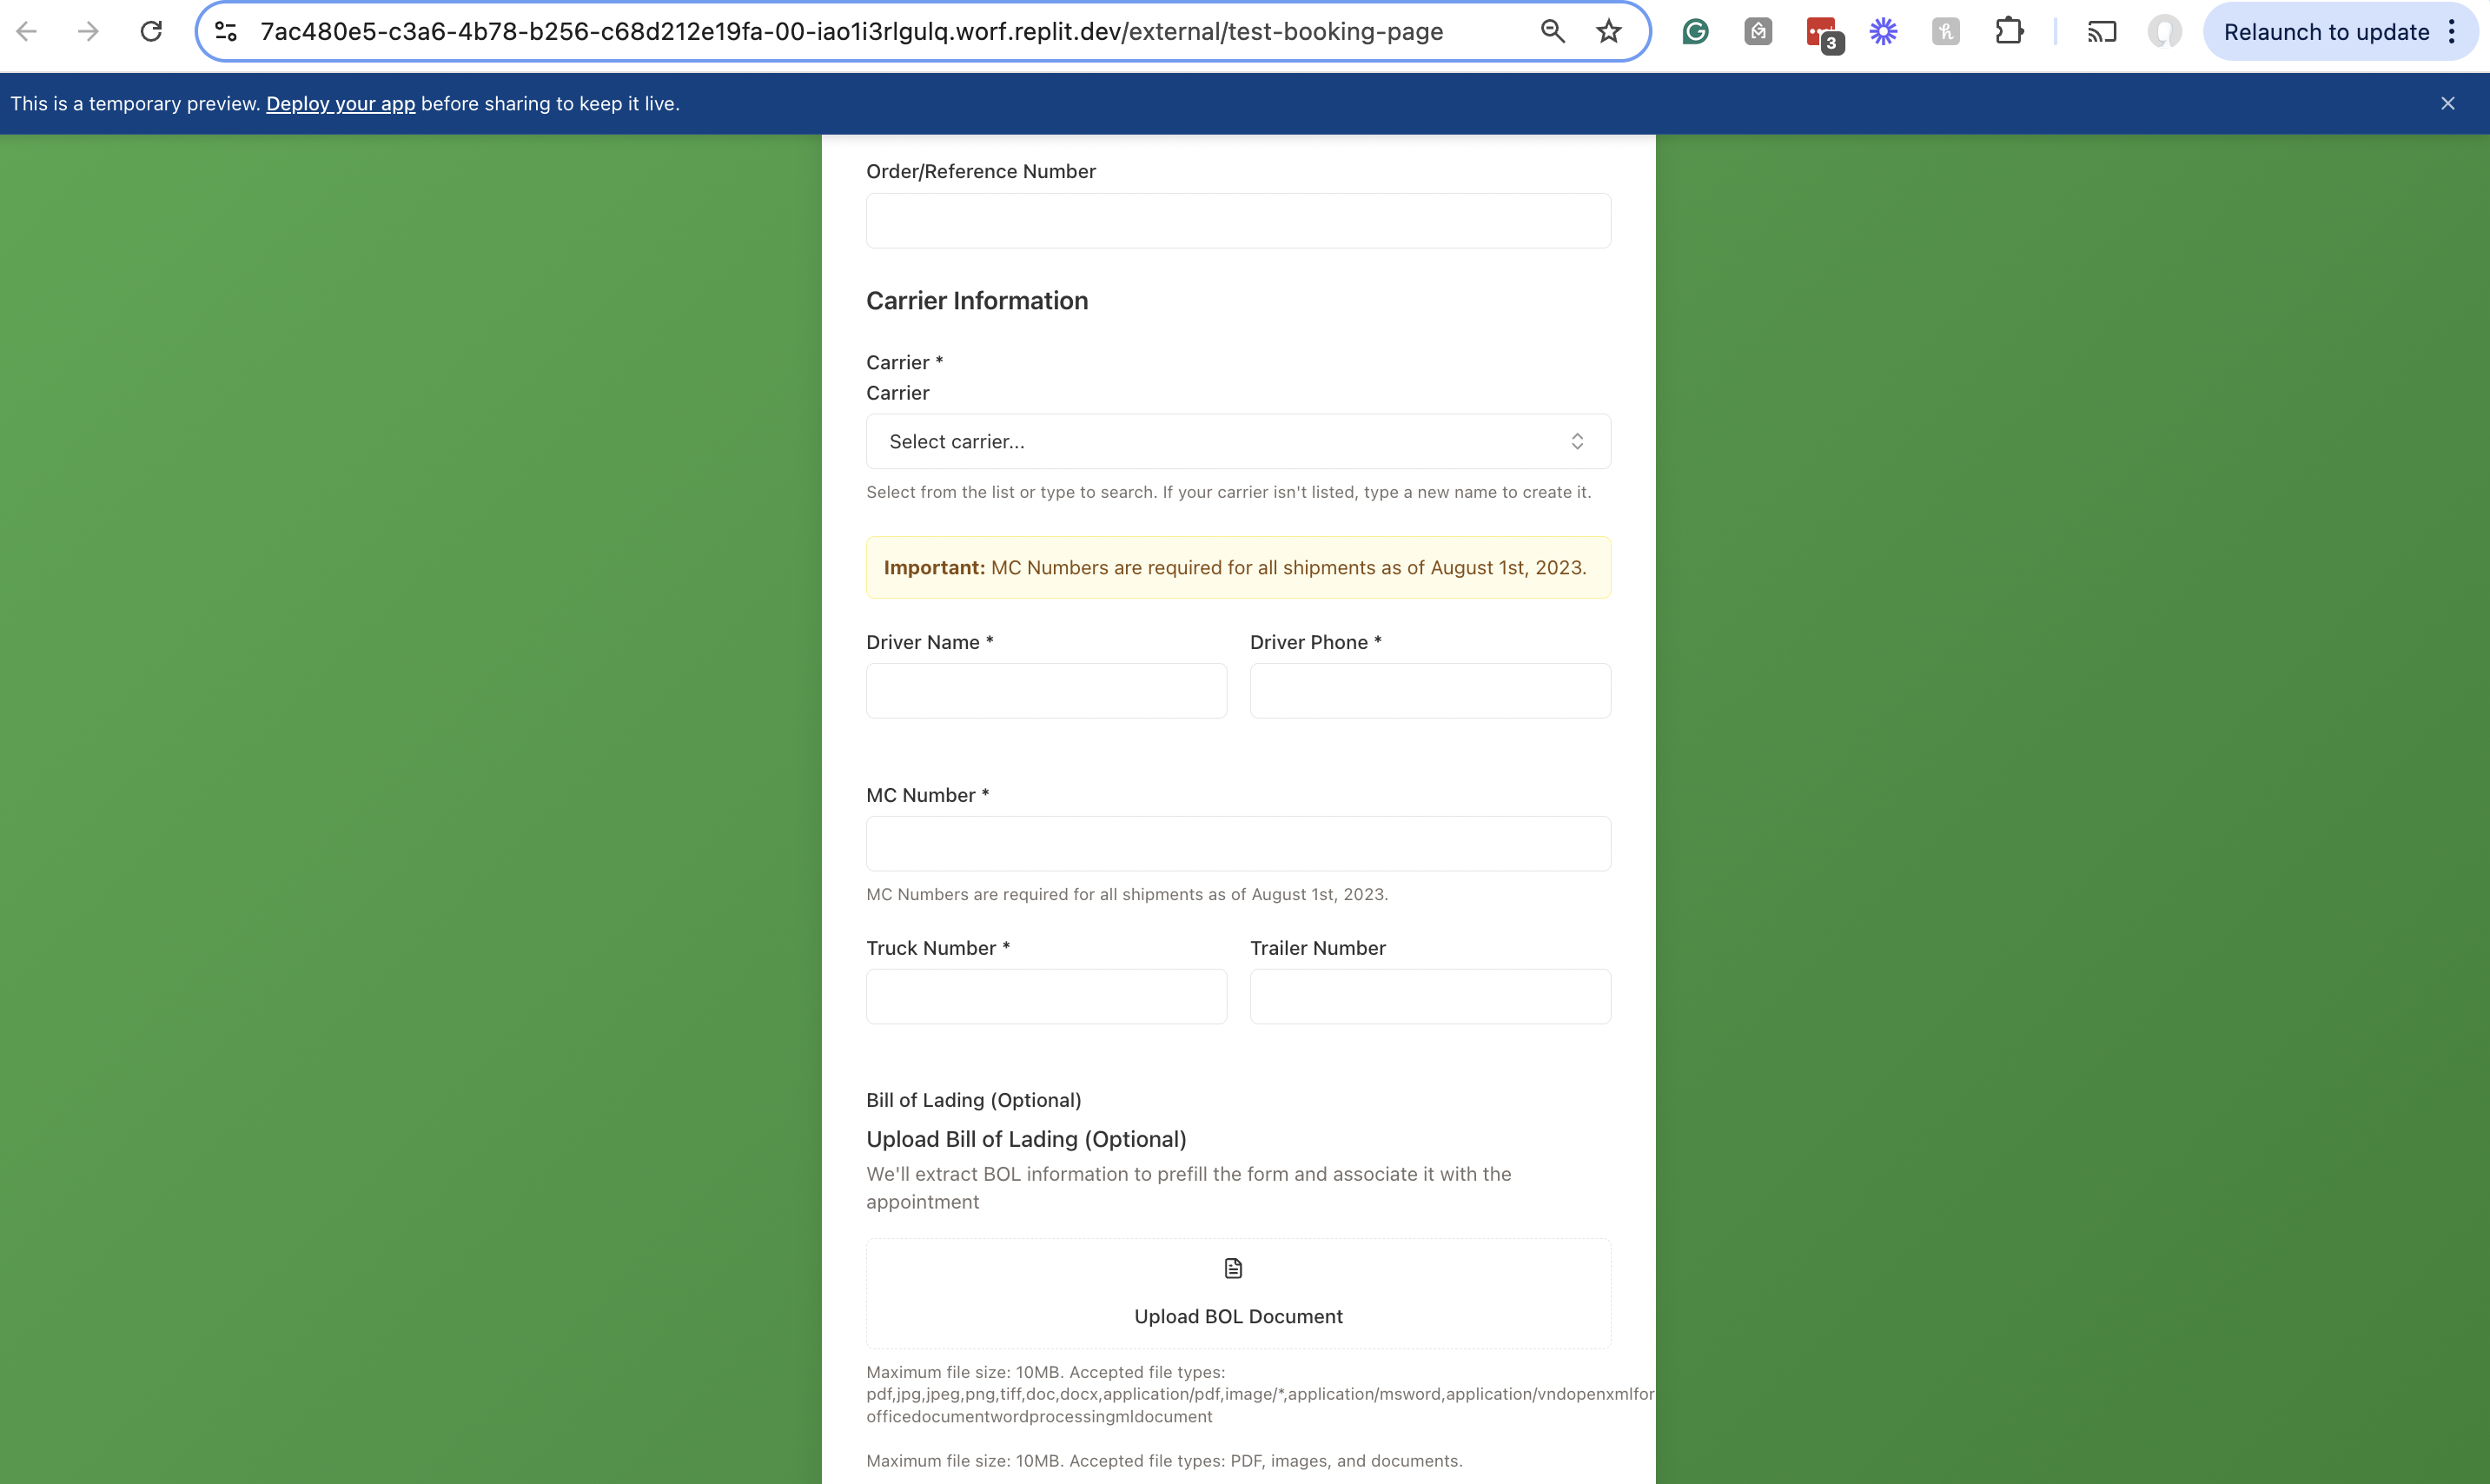 7ac480e5-c3a6-4b78-b256-c68d212e19fa-00-iao1i3rlgulq.worf.replit.dev/external/test-booking-page
3
Relaunch to update
This is a temporary preview. Deploy your app before sharing to keep it live.
Order/Reference Number
Carrier Information
Carrier *
Carrier
Select carrier...
Select from the list or type to search. If your carrier isn't listed, type a new name to create it.
Important: MC Numbers are required for all shipments as of August 1st, 2023.
Driver Name *
Driver Phone *
MC Number *
MC Numbers are required for all shipments as of August 1st, 2023.
Truck Number *
Trailer Number
Bill of Lading (Optional)
Upload Bill of Lading (Optional)
We'll extract BOL information to prefill the form and associate it with the
appointment
Upload BOL Document
Maximum file size: 10MB. Accepted file types:
pdf,jpg,jpeg,png,tiff,doc,docx,application/pdf,image/*,application/msword,application/vndopenxmlfor
officedocumentwordprocessingmldocument
Maximum file size: 10MB. Accepted file types: PDF, images, and documents.